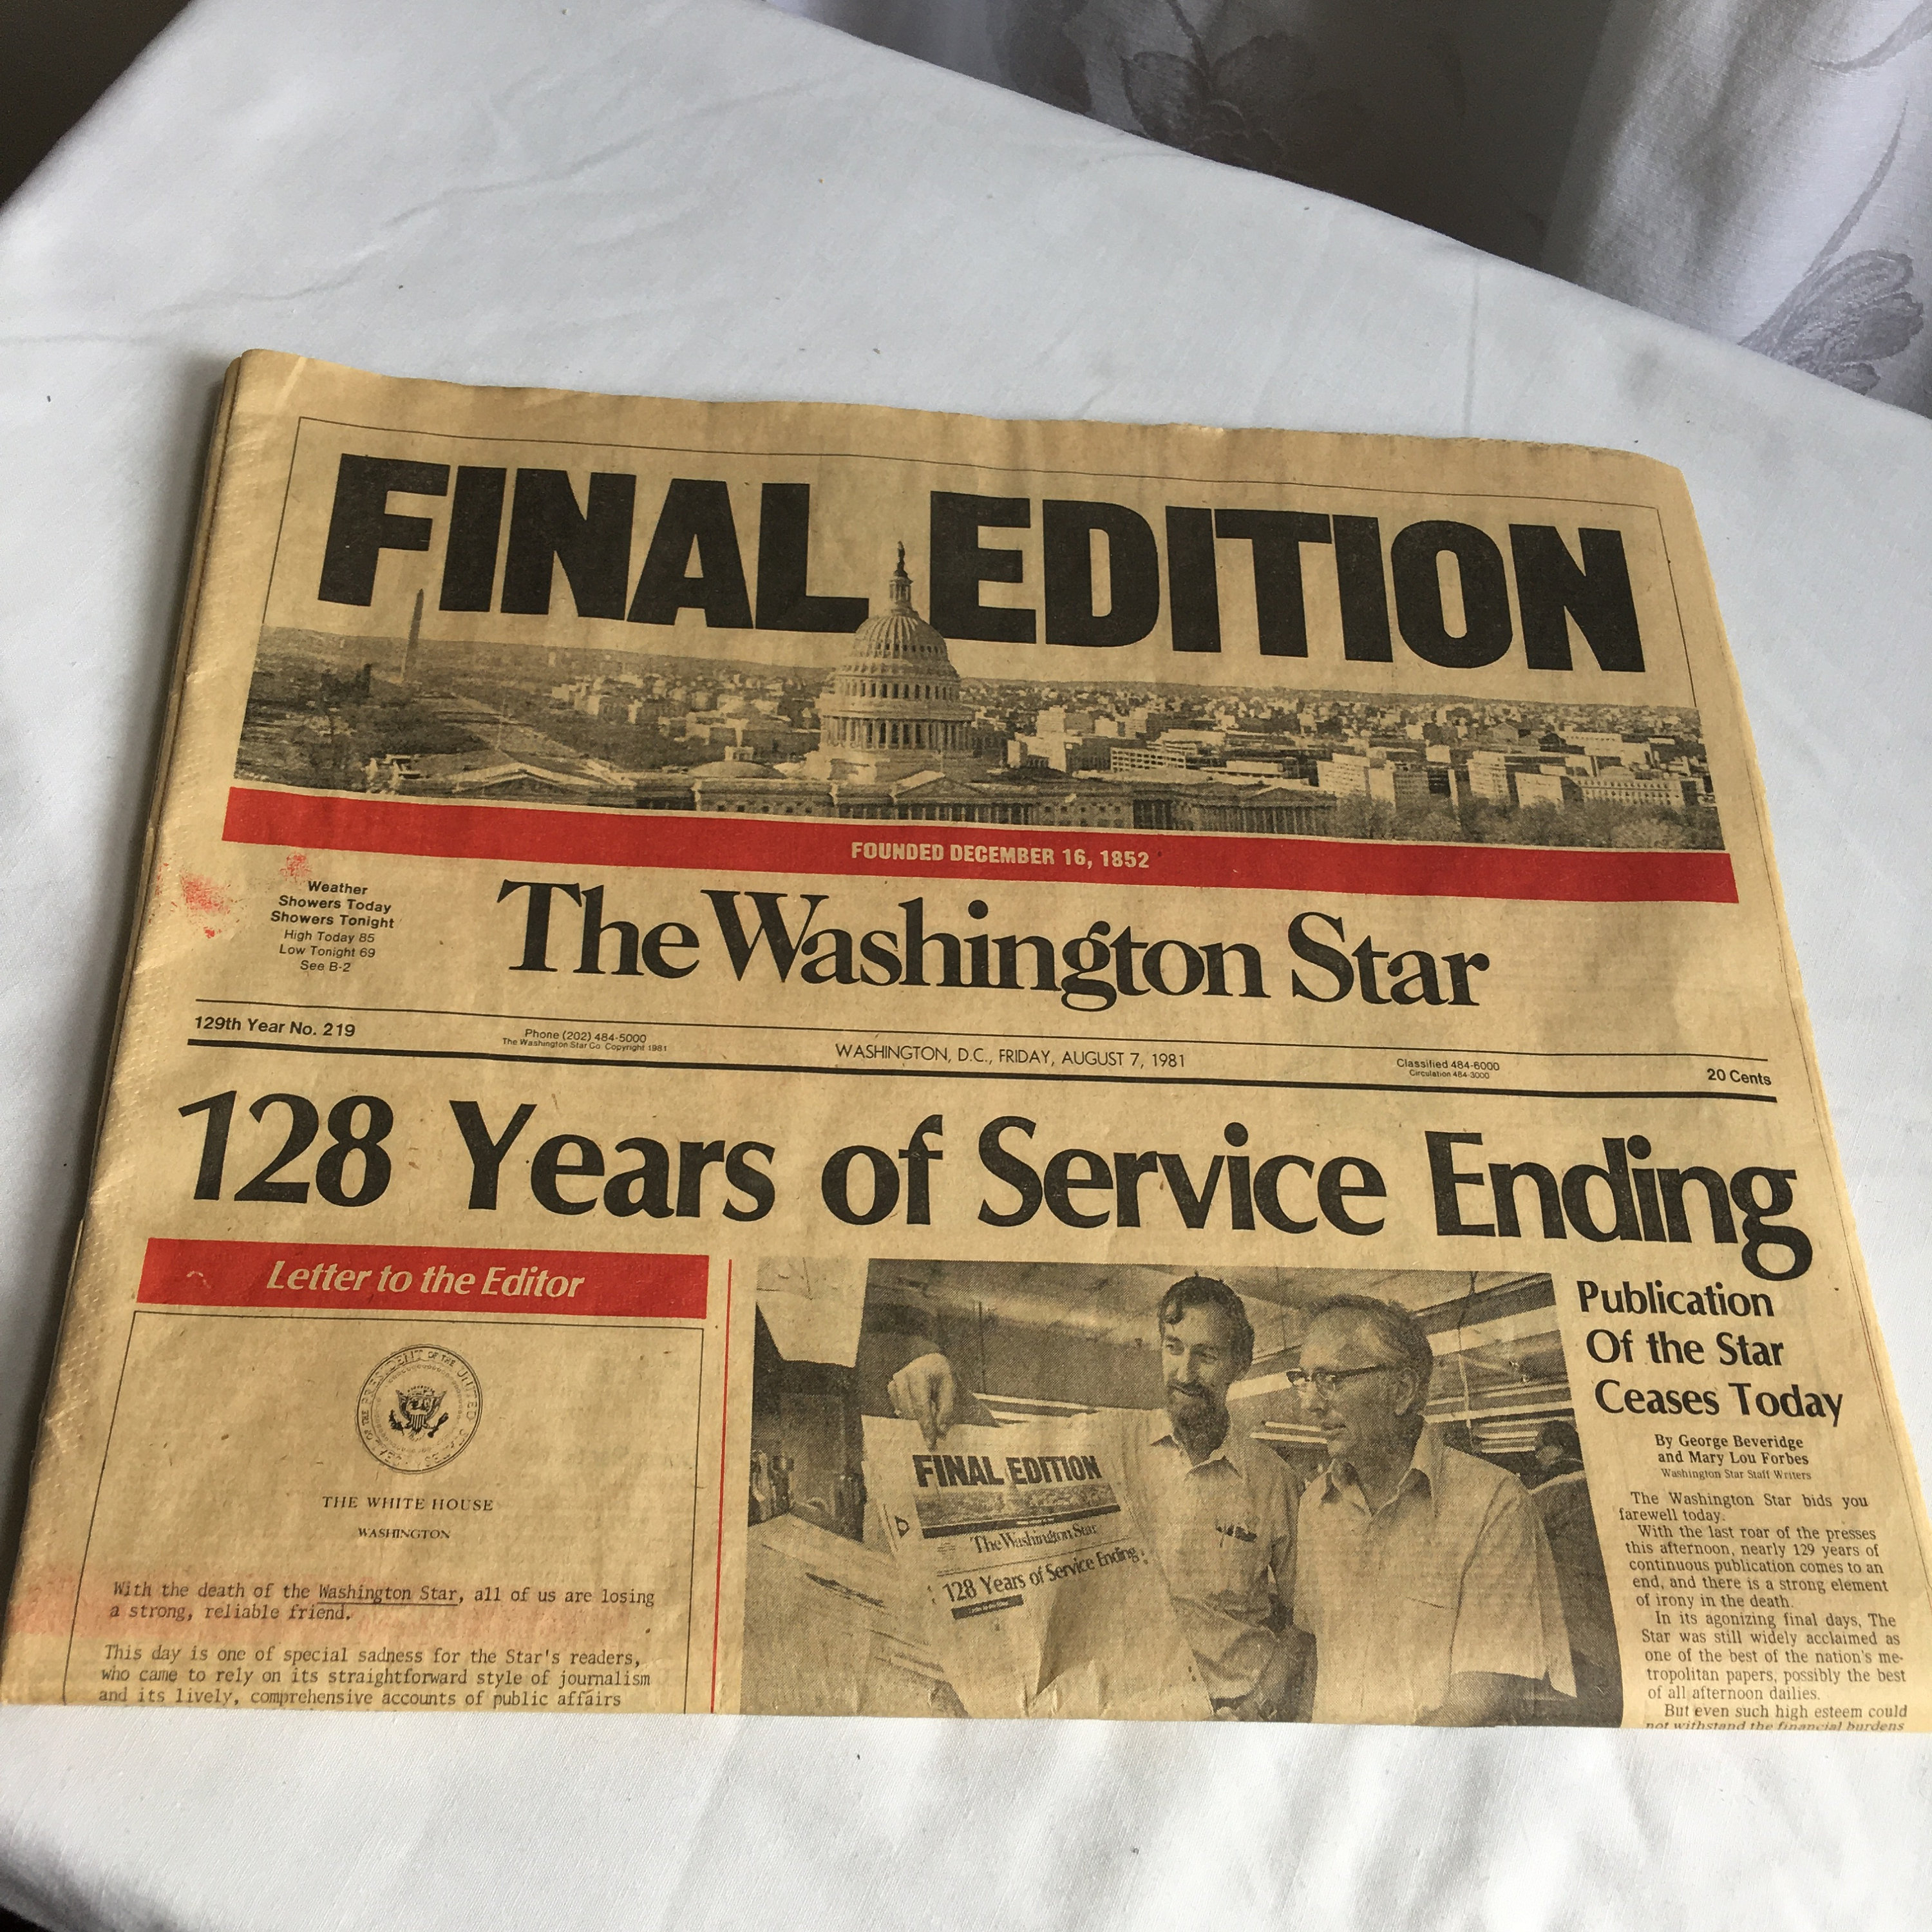 FINAL EDITION
FOUNDED DECEMBER 16, 1852
Weather
Showers Today
Showers Tonight
High Today 85
Low Tonight 69
See B-2
The Washington Star
129th Year No. 219
Phone (202) 484-5000
The Washington Star Co. Copyright 1981
WASHINGTON, D.C., FRIDAY, AUGUST 7, 1981
Classified 484-6000
Circulation 484-3000
20 Cents
128 Years of Service Ending
Letter to the Editor
PRESIDENT OF THE UNITED
THE WHITE HOUSE
WASHINGTON
With the death of the Washington Star, all of us are losing
a strong, reliable friend.
This day is one of special sadness for the Star's readers,
who came to rely on its straightforward style of journalism
and its lively, comprehensive accounts of public affairs
FINAL EDITION
The Washington Star
128 Years of Service Ending
Publication
Of the Star
Ceases Today
By George Beveridge
and Mary Lou Forbes
Washington Star Staff Writers
The Washington Star bids you
farewell today.
With the last roar of the presses
this afternoon, nearly 129 years of
continuous publication comes to an
end, and there is a strong element
of irony in the death.
In its agonizing final days, The
Star was still widely acclaimed as
one of the best of the nation's me-
tropolitan papers, possibly the best
of all afternoon dailies.
But even such high esteem could
not withstand the financial burdens